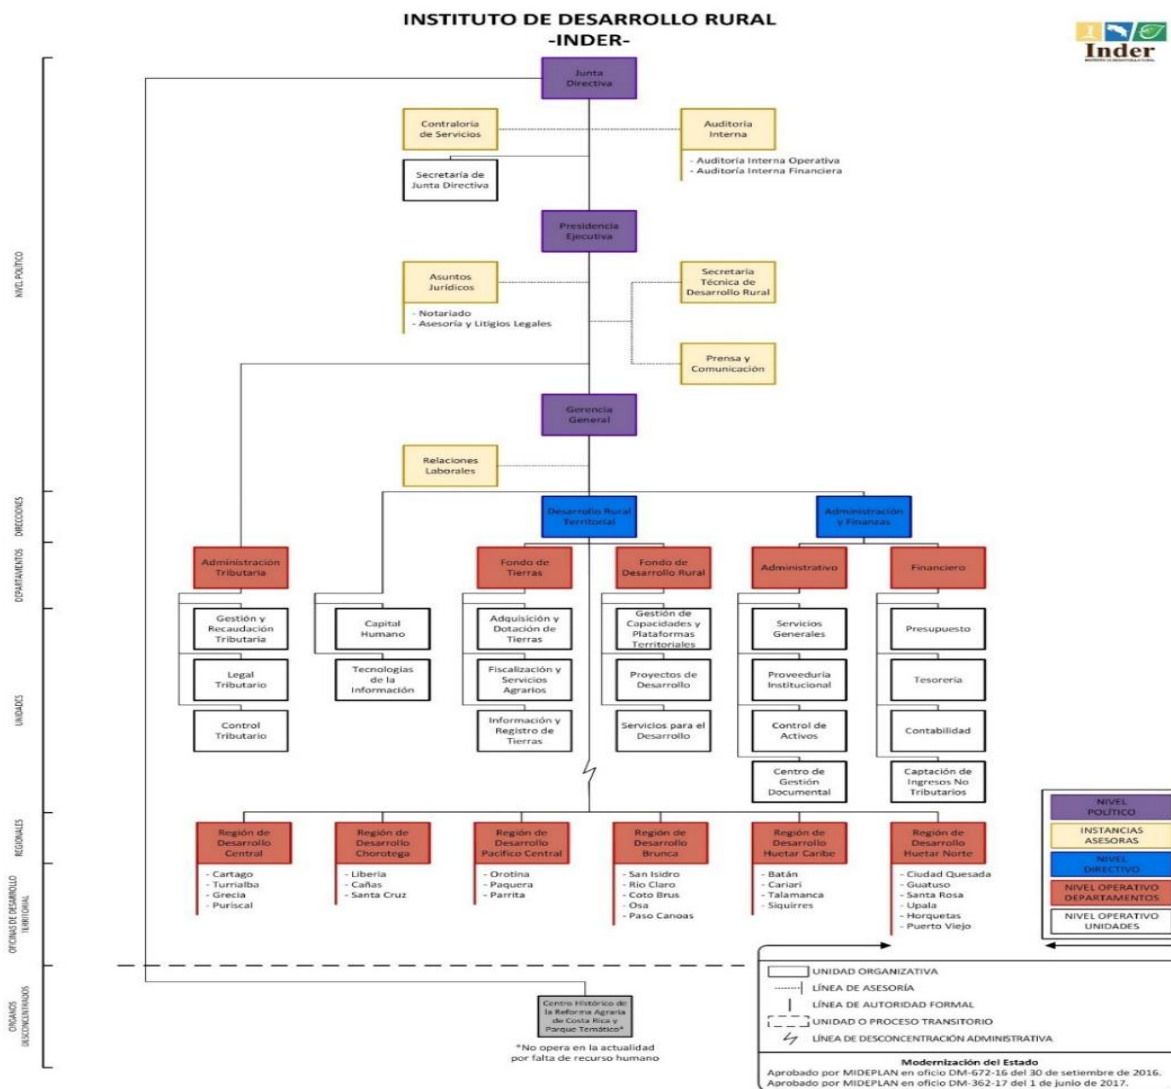 INSTITUTO DE DESARROLLO RURAL
-INDER-
Inder
INSTITUTO DE DESARROLLO RURAL
NIVEL POLÍTICO
Junta
Directiva
Contraloría
de Servicios
Auditoría
Interna
- Auditoría Interna Operativa
- Auditoría Interna Financiera
Secretaría de
Junta Directiva
Presidencia
Ejecutiva
Asuntos
Jurídicos
- Notariado
- Asesoría y Litigios Legales
Secretaría
Técnica de
Desarrollo Rural
Prensa y
Comunicación
Gerencia
General
Relaciones
Laborales
DIRECCIONES
Desarrollo Rural
Territorial
Administración
y Finanzas
DEPARTAMENTOS
Administración
Tributaria
Fondo de
Tierras
Fondo de
Desarrollo Rural
Administrativo
Financiero
UNIDADES
Gestión y
Recaudación
Tributaria
Legal
Tributario
Control
Tributario
Capital
Humano
Tecnologías
de la
Información
Adquisición y
Dotación de
Tierras
Fiscalización y
Servicios
Agrarios
Información y
Registro de
Tierras
Gestión de
Capacidades y
Plataformas
Territoriales
Proyectos de
Desarrollo
Servicios para el
Desarrollo
Servicios
Generales
Proveeduría
Institucional
Control de
Activos
Centro de
Gestión
Documental
Presupuesto
Tesorería
Contabilidad
Captación de
Ingresos No
Tributarios
REGIONALES
Región de
Desarrollo
Central
Región de
Desarrollo
Chorotega
Región de
Desarrollo
Pacífico Central
Región de
Desarrollo
Brunca
Región de
Desarrollo
Huetar Caribe
Región de
Desarrollo
Huetar Norte
OFICINAS DE DESARROLLO
TERRITORIAL
- Cartago
- Turrialba
- Grecia
- Puriscal
- Liberia
- Cañas
- Santa Cruz
- Orotina
- Paquera
- Parrita
- San Isidro
- Río Claro
- Coto Brus
- Osa
- Paso Canoas
- Batán
- Cariari
- Talamanca
- Siquirres
- Ciudad Quesada
- Guatuso
- Santa Rosa
- Upala
- Horquetas
- Puerto Viejo
NIVEL
POLÍTICO
INSTANCIAS
ASESORAS
NIVEL
DIRECTIVO
NIVEL OPERATIVO
DEPARTAMENTOS
NIVEL OPERATIVO
UNIDADES
ÓRGANOS
DESCONCENTRADOS
Centro Histórico de
la Reforma Agraria
de Costa Rica y
Parque Temático*
*No opera en la actualidad
por falta de recurso humano
UNIDAD ORGANIZATIVA
LÍNEA DE ASESORÍA
LÍNEA DE AUTORIDAD FORMAL
UNIDAD O PROCESO TRANSITORIO
LÍNEA DE DESCONCENTRACIÓN ADMINISTRATIVA
Modernización del Estado
Aprobado por MIDEPLAN en oficio DM-672-16 del 30 de setiembre de 2016.
Aprobado por MIDEPLAN en oficio DM-362-17 del 1 de junio de 2017.